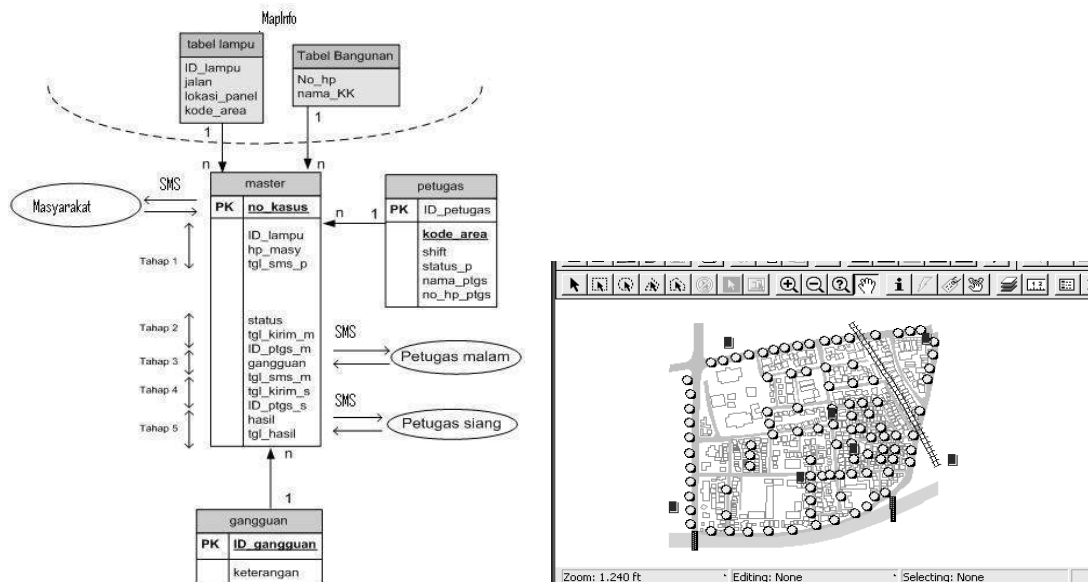 MapInfo
tabel lampu
ID_lampu
jalan
lokasi_panel
kode_area
Tabel Bangunan
No_hp
nama_KK
1
1
n
n
SMS
Masyarakat
master
PK no_kasus
ID_lampu
hp_masy
tgl_sms_p
status
tgl_kirim_m
ID_ptgs_m
gangguan
tgl_sms_m
tgl_kirim_s
ID_ptgs_s
hasil
tgl_hasil
Tahap 1
Tahap 2
Tahap 3
Tahap 4
Tahap 5
n
1
petugas
PK ID_petugas
kode_area
shift
status_p
nama_ptgs
no_hp_ptgs
SMS
Petugas malam
SMS
Petugas siang
n
1
gangguan
PK ID_gangguan
keterangan
Zoom: 1.240 ft
Editing: None
Selecting: None